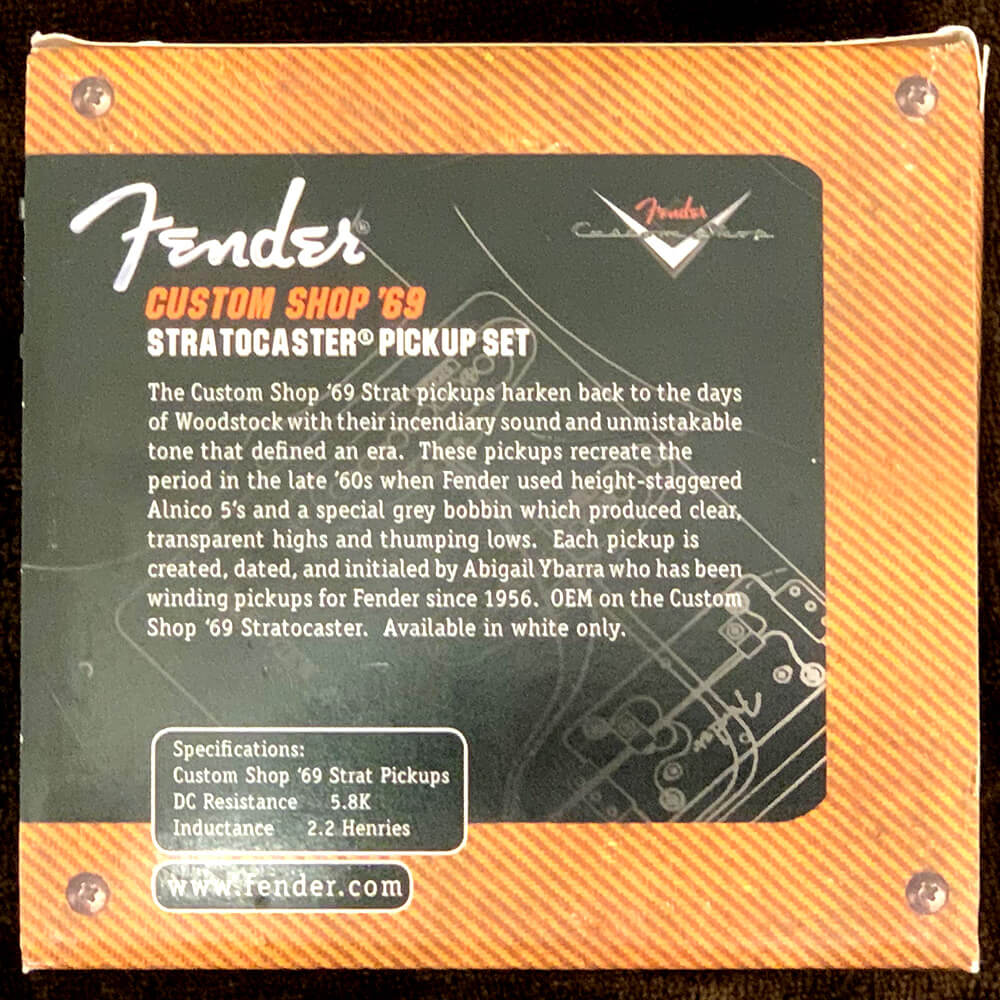 Fender®
Fender
Custom Shop
CUSTOM SHOP '69
STRATOCASTER® PICKUP SET
The Custom Shop '69 Strat pickups harken back to the days
of Woodstock with their incendiary sound and unmistakable
tone that defined an era. These pickups recreate the
period in the late '60s when Fender used height-staggered
Alnico 5's and a special grey bobbin which produced clear,
transparent highs and thumping lows. Each pickup is
created, dated, and initialed by Abigail Ybarra who has been
winding pickups for Fender since 1956. OEM on the Custom
Shop '69 Stratocaster. Available in white only.
Fender
Specifications:
Custom Shop '69 Strat Pickups
DC Resistance 5.8K
Inductance 2.2 Henries
www.fender.com